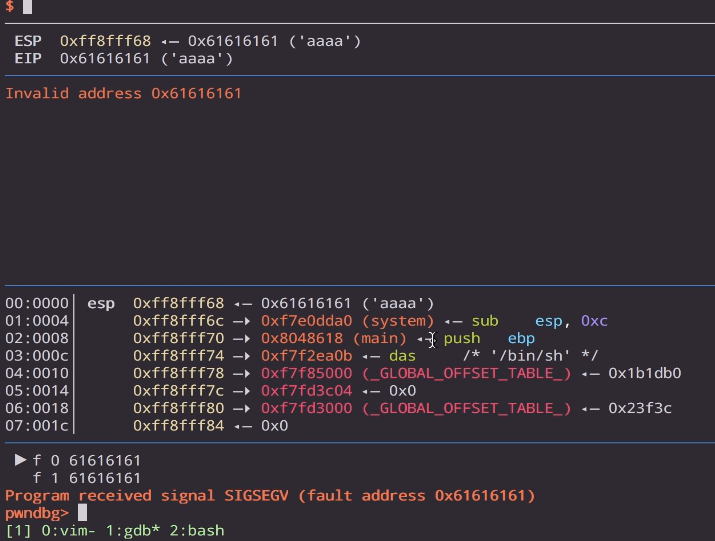 $
ESP 0xff8fff68 ◂— 0x61616161 ('aaaa')
EIP 0x61616161 ('aaaa')
Invalid address 0x61616161
00:0000│ esp 0xff8fff68 ◂— 0x61616161 ('aaaa')
01:0004│ 0xff8fff6c —▸ 0xf7e0dda0 (system) ◂— sub esp, 0xc
02:0008│ 0xff8fff70 —▸ 0x8048618 (main) ◂— push ebp
03:000c│ 0xff8fff74 —▸ 0xf7f2ea0b ◂— das /* '/bin/sh' */
04:0010│ 0xff8fff78 —▸ 0xf7f85000 (_GLOBAL_OFFSET_TABLE_) ◂— 0x1b1db0
05:0014│ 0xff8fff7c —▸ 0xf7fd3c04 ◂— 0x0
06:0018│ 0xff8fff80 —▸ 0xf7fd3000 (_GLOBAL_OFFSET_TABLE_) ◂— 0x23f3c
07:001c│ 0xff8fff84 ◂— 0x0
► f 0 61616161
f 1 61616161
Program received signal SIGSEGV (fault address 0x61616161)
pwndbg>
[1] 0:vim- 1:gdb* 2:bash